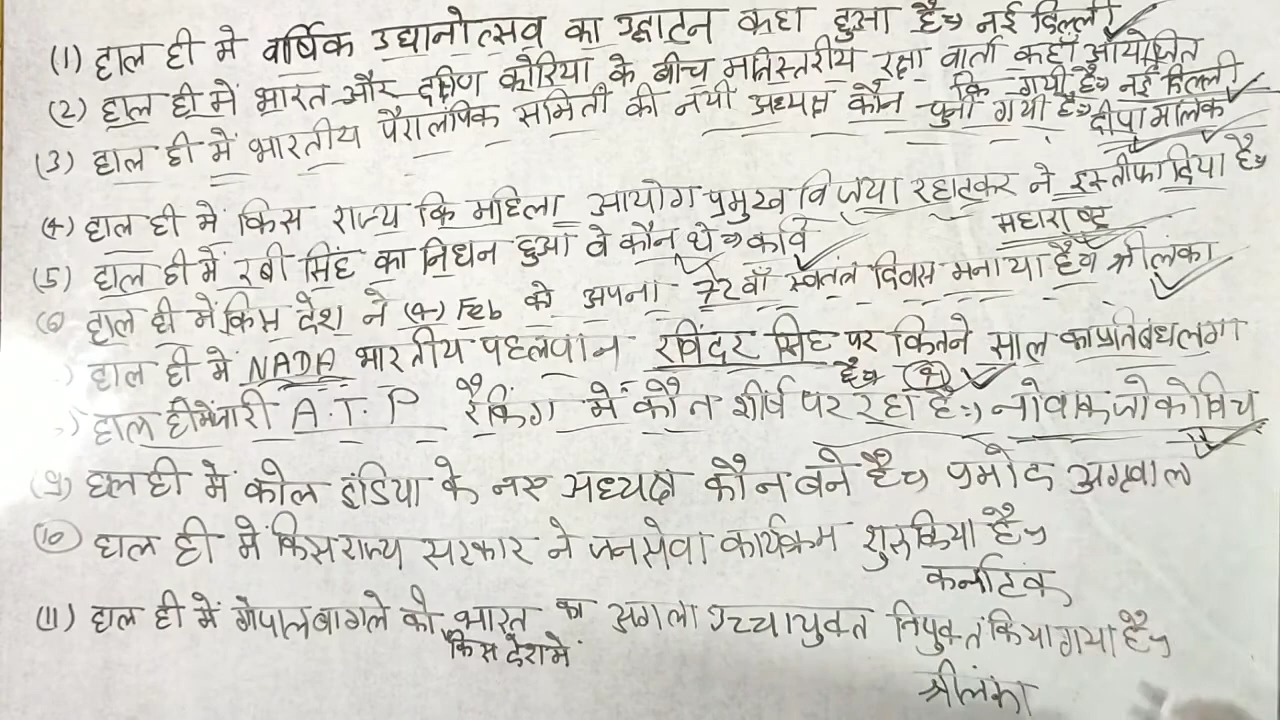 (1) हाल ही मे वार्षिक उद्यानोत्सव का उद्घाटन कहा हुआ है→ नई दिल्ली
(2) हाल ही में भारत और दक्षिण कोरिया के बीच मन्त्रिस्तरीय रक्षा वार्ता कहाँ आयोजित
कि गयी है→ नई दिल्ली
(3) हाल ही में भारतीय पैरालंपिक समिती की नयी अध्यक्ष कौन चुनी गयी है→ दीपा मलिक
(4) हाल ही में किस राज्य कि महिला आयोग प्रमुख विजया रहाटकर ने इस्तीफा दिया है→
महाराष्ट्र
(5) हाल ही में रबी सिंह का निधन हुआ वे कौन थे→ कवि
(6) हाल ही में किस देश ने (4) Feb को अपना 72वाँ स्वतंत्र दिवस मनाया है→ श्रीलंका
) हाल ही में NADA भारतीय पहलवान रविंदर सिंह पर कितने साल का प्रतिबंध लगा
है→ (4)
) हाल ही में जारी A.T.P रैंकिंग में कौन शीर्ष पर रहा है→ नोवाक जोकोविच
(9) हाल ही में कोल इंडिया के नए अध्यक्ष कौन बने है→ प्रमोद अग्रवाल
(10) हाल ही में किस राज्य सरकार ने जनसेवा कार्यक्रम शुरू किया है→
कर्नाटक
(11) हाल ही में गोपाल बागले को भारत का अगला उच्चायुक्त नियुक्त किया गया है→
किस देश में
श्रीलंका